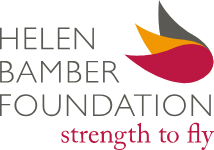 HELEN
BAMBER
FOUNDATION
strength to fly